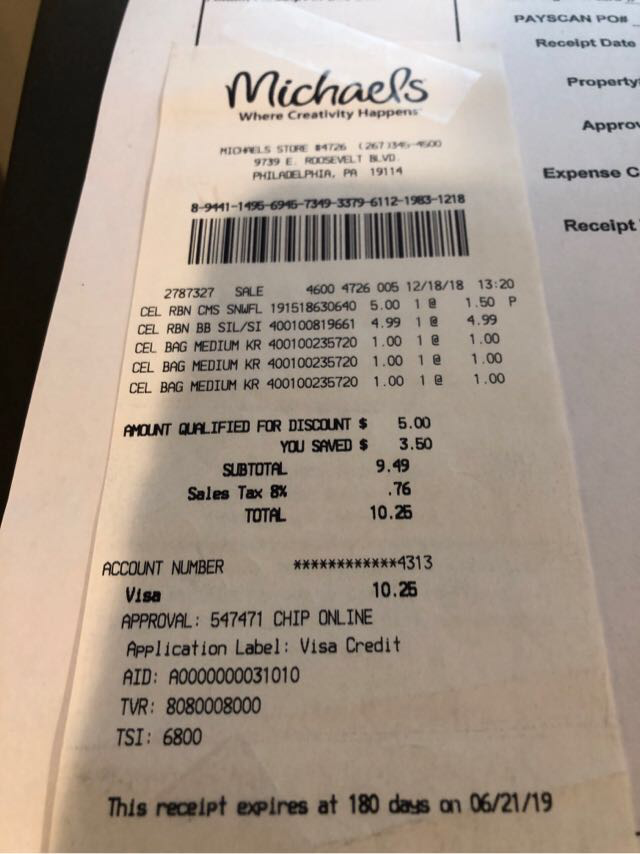 PAYSCAN PO#
Receipt Date
Property
Approv
Expense C
Receipt
Michaels
Where Creativity Happens
MICHAELS STORE #4726 (267)345-4600
9739 E. ROOSEVELT BLVD.
PHILADELPHIA, PA 19114
8-9441-1495-6945-7349-3379-6112-1983-1218
2787327 SALE 4600 4726 005 12/18/18 13:20
CEL RBN CMS SNWFL 191518630640 5.00 1 @ 1.50 P
CEL RBN BB SIL/SI 400100819661 4.99 1 @ 4.99
CEL BAG MEDIUM KR 400100235720 1.00 1 @ 1.00
CEL BAG MEDIUM KR 400100235720 1.00 1 @ 1.00
CEL BAG MEDIUM KR 400100235720 1.00 1 @ 1.00
AMOUNT QUALIFIED FOR DISCOUNT $ 5.00
YOU SAVED $ 3.50
SUBTOTAL 9.49
Sales Tax 8% .76
TOTAL 10.25
ACCOUNT NUMBER ************4313
Visa 10.25
APPROVAL: 547471 CHIP ONLINE
Application Label: Visa Credit
AID: A0000000031010
TVR: 8080008000
TSI: 6800
This receipt expires at 180 days on 06/21/19